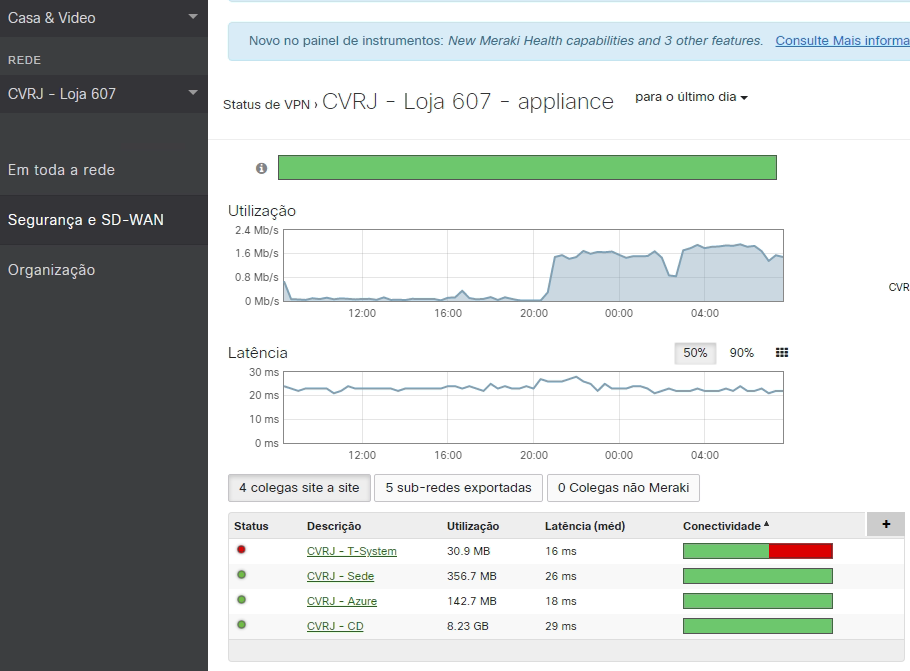 Casa & Video
REDE
CVRJ - Loja 607
Em toda a rede
Segurança e SD-WAN
Organização
Novo no painel de instrumentos: New Meraki Health capabilities and 3 other features. Consulte Mais informa
Status de VPN › CVRJ - Loja 607 - appliance para o último dia
Utilização
2.4 Mb/s
1.6 Mb/s
0.8 Mb/s
0 Mb/s
12:00 16:00 20:00 00:00 04:00
CVR
Latência 50% 90%
30 ms
20 ms
10 ms
0 ms
12:00 16:00 20:00 00:00 04:00
4 colegas site a site 5 sub-redes exportadas 0 Colegas não Meraki
Status Descrição Utilização Latência (méd) Conectividade +
CVRJ - T-System 30.9 MB 16 ms
CVRJ - Sede 356.7 MB 26 ms
CVRJ - Azure 142.7 MB 18 ms
CVRJ - CD 8.23 GB 29 ms